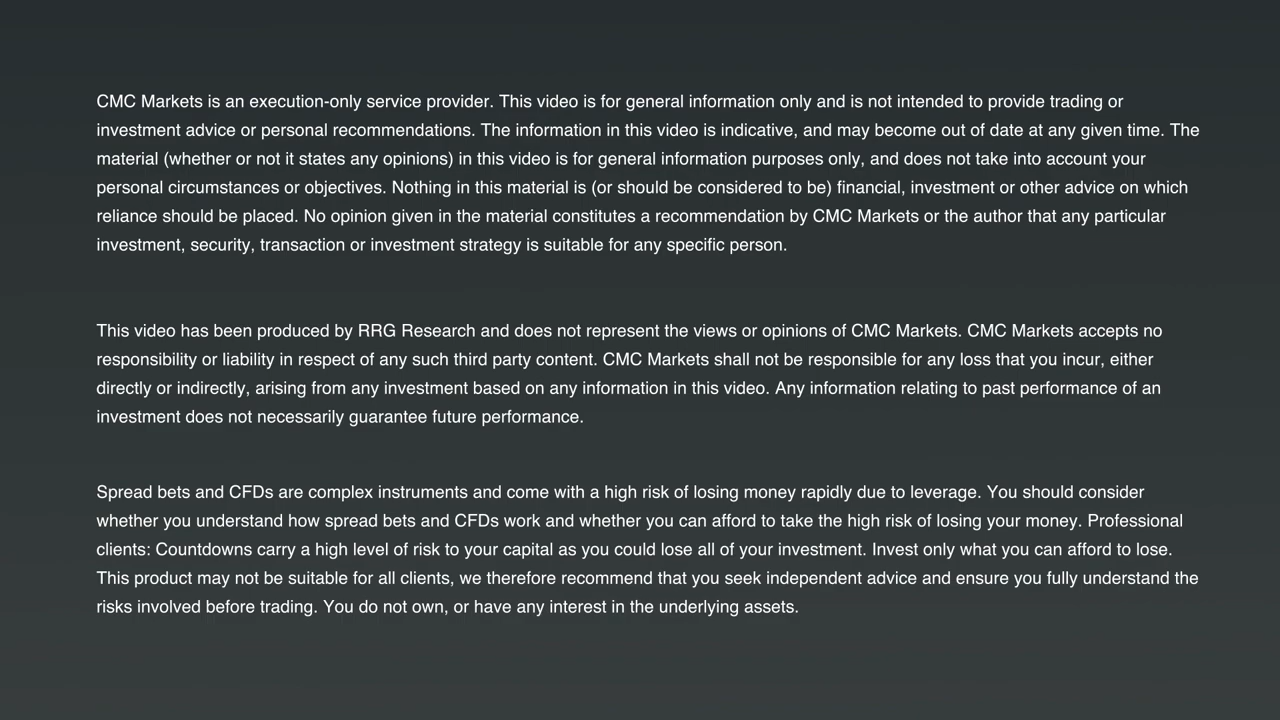 CMC Markets is an execution-only service provider. This video is for general information only and is not intended to provide trading or
investment advice or personal recommendations. The information in this video is indicative, and may become out of date at any given time. The
material (whether or not it states any opinions) in this video is for general information purposes only, and does not take into account your
personal circumstances or objectives. Nothing in this material is (or should be considered to be) financial, investment or other advice on which
reliance should be placed. No opinion given in the material constitutes a recommendation by CMC Markets or the author that any particular
investment, security, transaction or investment strategy is suitable for any specific person.
This video has been produced by RRG Research and does not represent the views or opinions of CMC Markets. CMC Markets accepts no
responsibility or liability in respect of any such third party content. CMC Markets shall not be responsible for any loss that you incur, either
directly or indirectly, arising from any investment based on any information in this video. Any information relating to past performance of an
investment does not necessarily guarantee future performance.
Spread bets and CFDs are complex instruments and come with a high risk of losing money rapidly due to leverage. You should consider
whether you understand how spread bets and CFDs work and whether you can afford to take the high risk of losing your money. Professional
clients: Countdowns carry a high level of risk to your capital as you could lose all of your investment. Invest only what you can afford to lose.
This product may not be suitable for all clients, we therefore recommend that you seek independent advice and ensure you fully understand the
risks involved before trading. You do not own, or have any interest in the underlying assets.